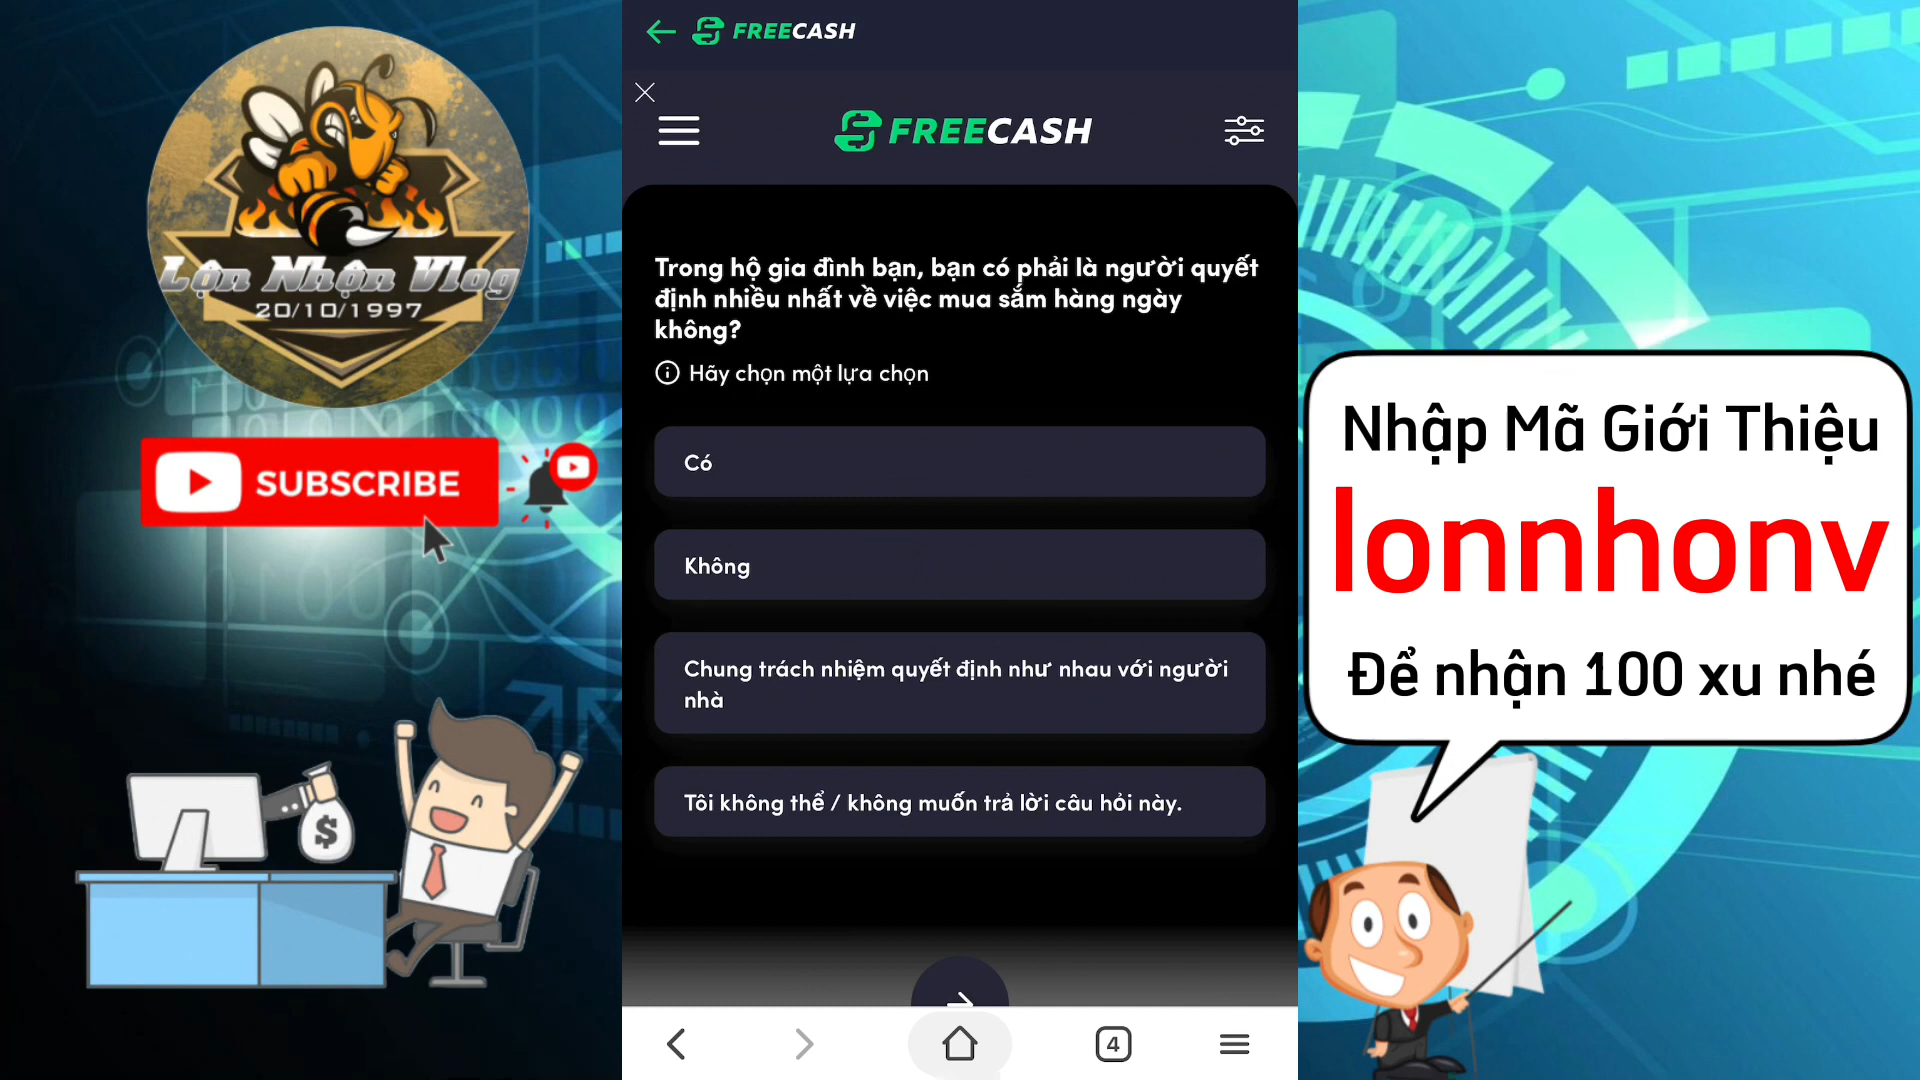 Lộn Nhộn Vlog
20/10/1997
SUBSCRIBE
$
FREECASH
FREECASH
Trong hộ gia đình bạn, bạn có phải là người quyết
định nhiều nhất về việc mua sắm hàng ngày
không?
Hãy chọn một lựa chọn
Có
Không
Chung trách nhiệm quyết định như nhau với người
nhà
Tôi không thể / không muốn trả lời câu hỏi này.
4
Nhập Mã Giới Thiệu
lonnhonv
Để nhận 100 xu nhé